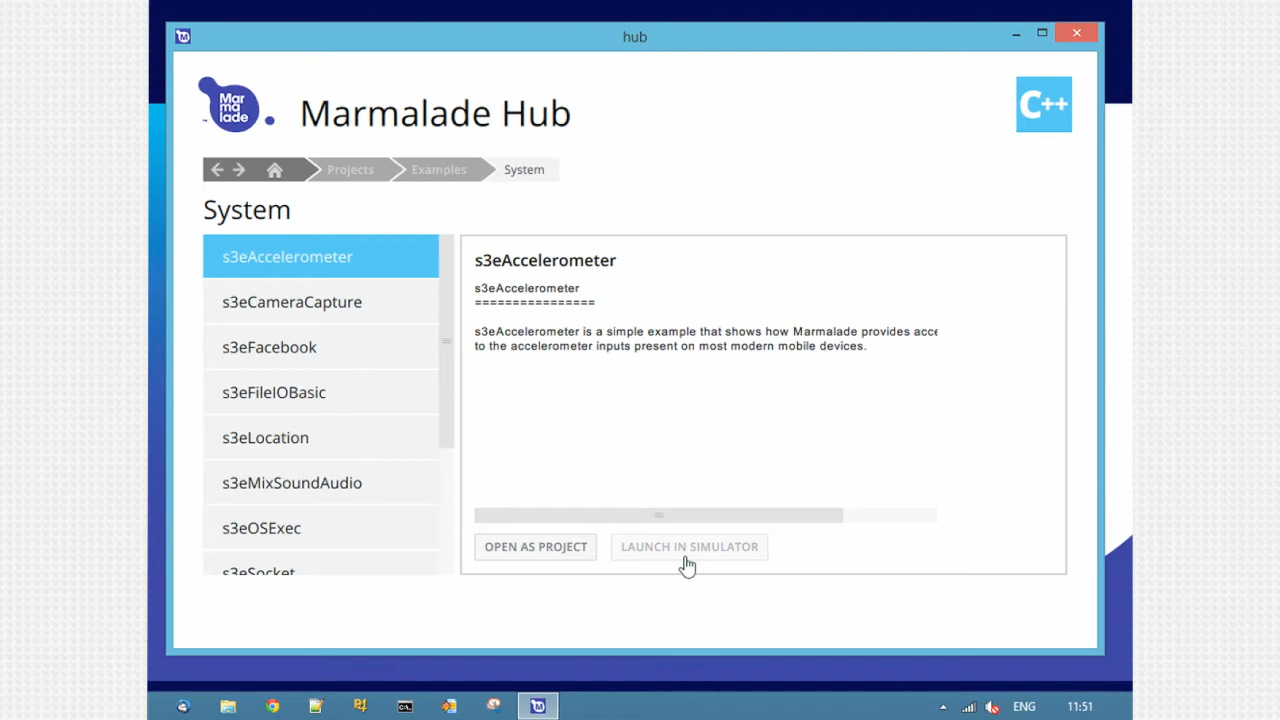 hub
Mar
ma
lade
Marmalade Hub
C++
Projects
Examples
System
System
s3eAccelerometer
s3eCameraCapture
s3eFacebook
s3eFileIOBasic
s3eLocation
s3eMixSoundAudio
s3eOSExec
s3eSocket
s3eAccelerometer
s3eAccelerometer
================
s3eAccelerometer is a simple example that shows how Marmalade provides acce
to the accelerometer inputs present on most modern mobile devices.
OPEN AS PROJECT
LAUNCH IN SIMULATOR
ENG
11:51